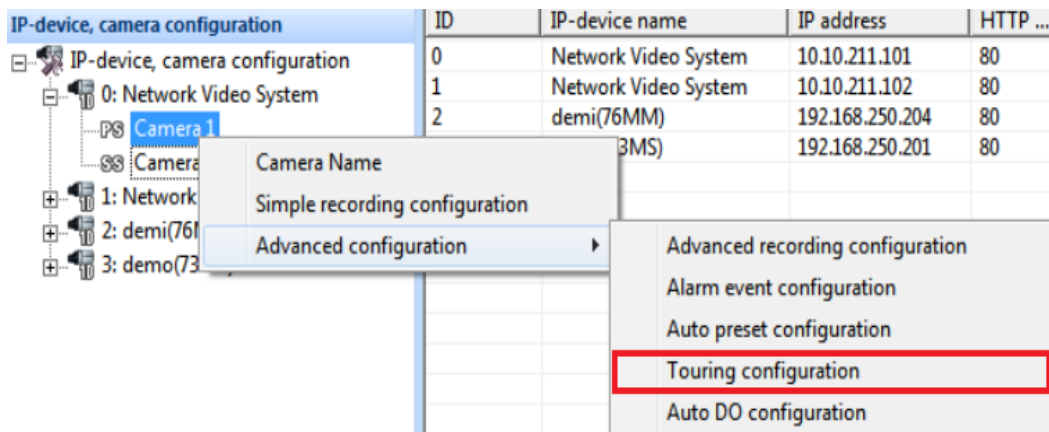 IP-device, camera configuration
IP-device, camera configuration
0: Network Video System
PS Camera 1
SS Camera
1: Network
2: demi(76
3: demo(73
ID IP-device name IP address HTTP ...
0 Network Video System 10.10.211.101 80
1 Network Video System 10.10.211.102 80
2 demi(76MM) 192.168.250.204 80
3MS) 192.168.250.201 80
Camera Name
Simple recording configuration
Advanced configuration
Advanced recording configuration
Alarm event configuration
Auto preset configuration
Touring configuration
Auto DO configuration